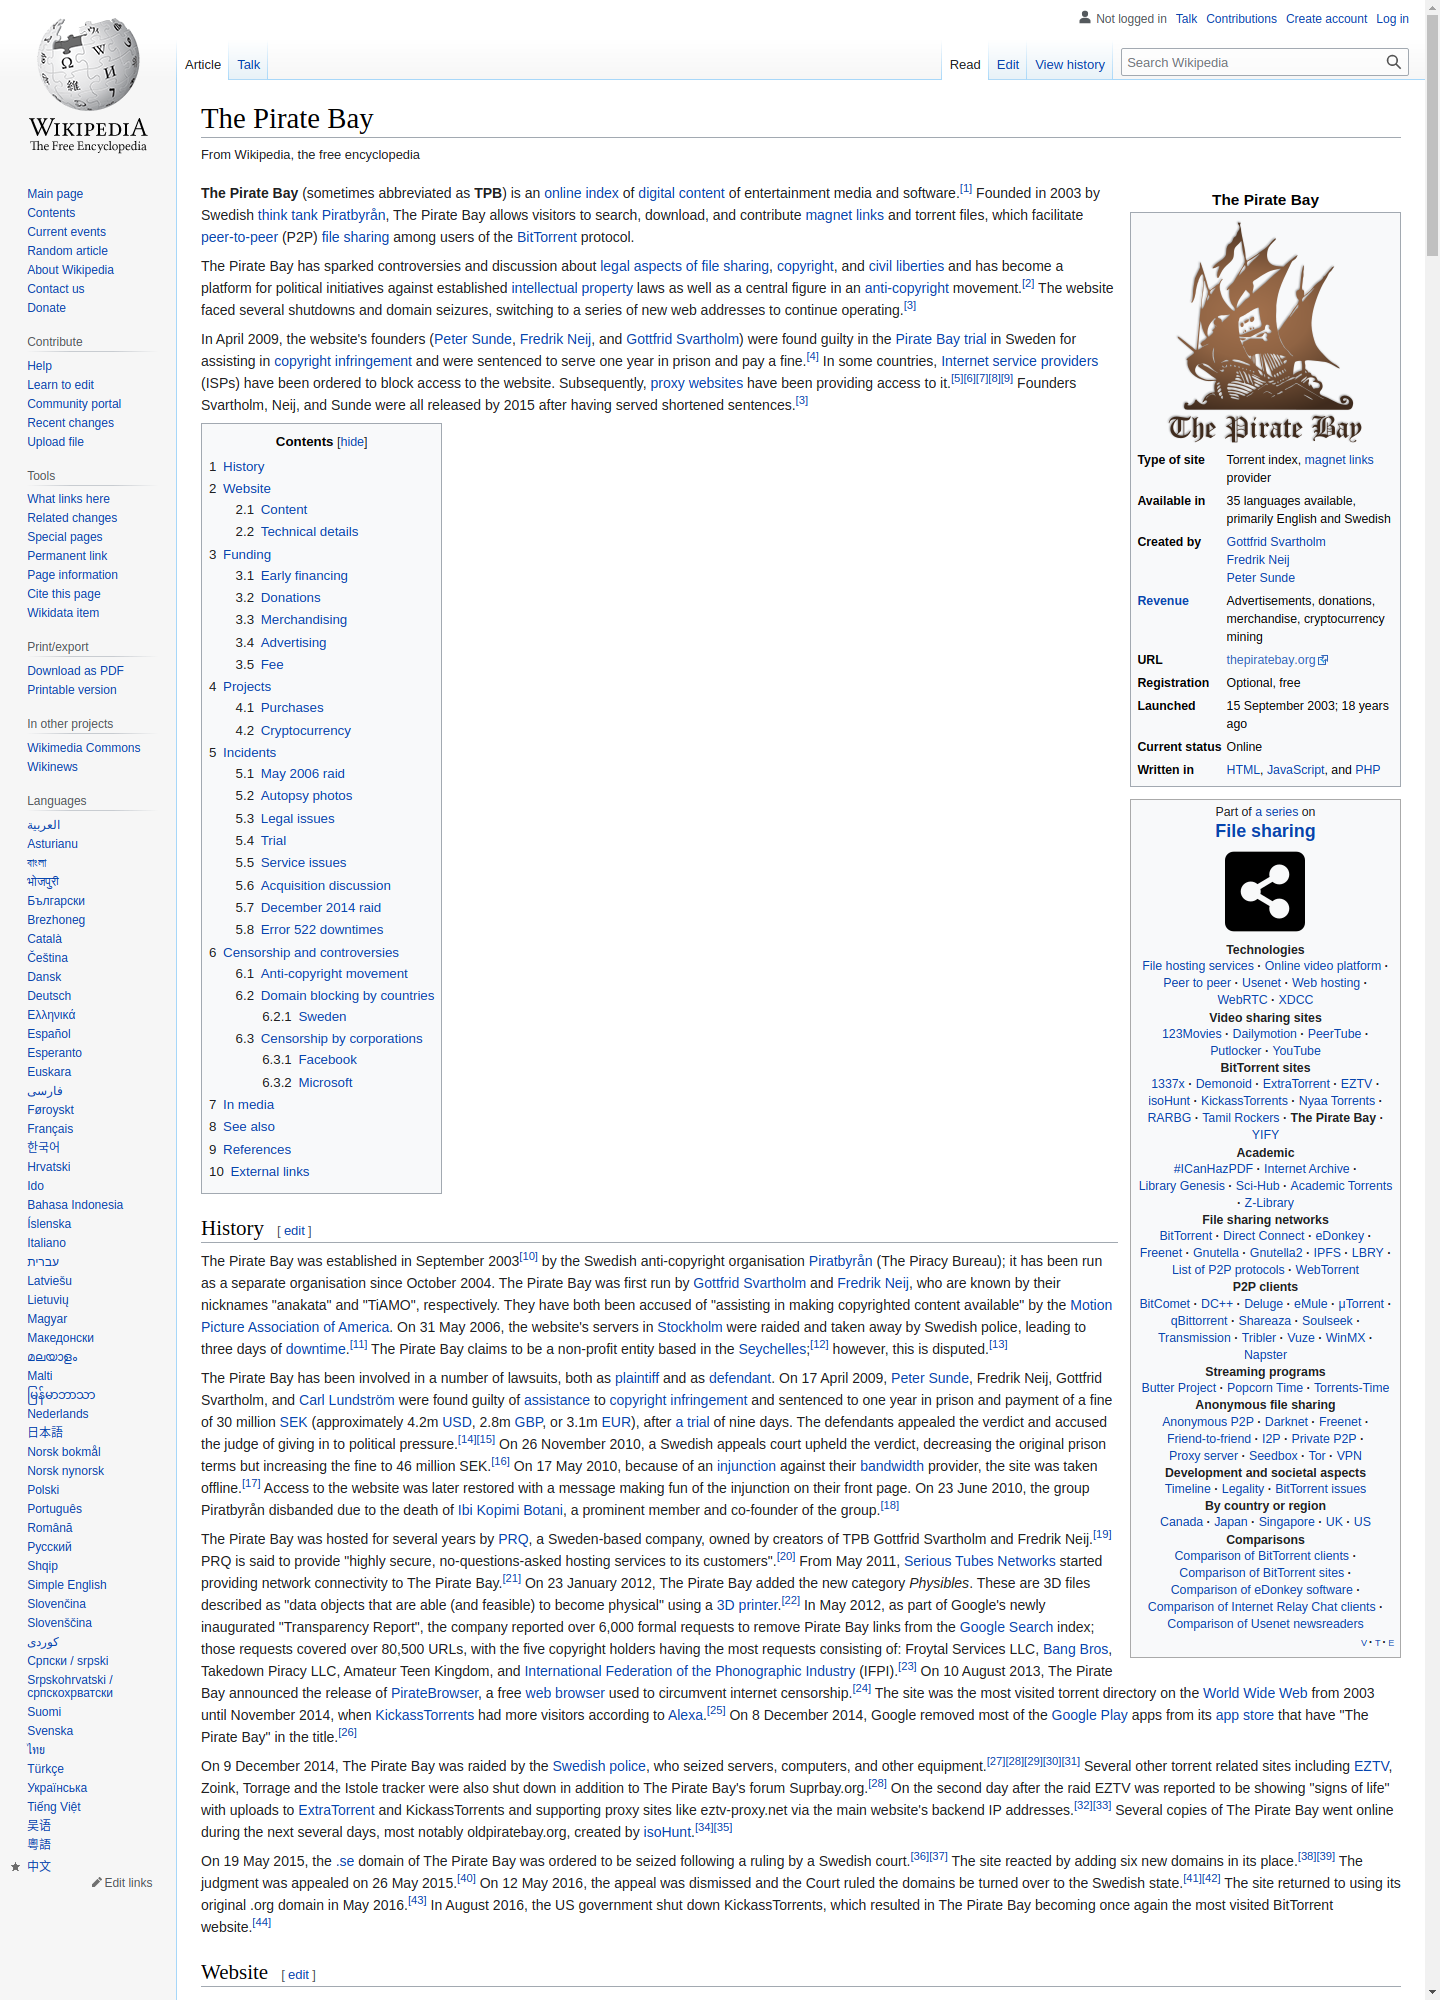 Not logged in Talk Contributions Create account Log in
Article Talk Read Edit View history Search Wikipedia
WIKIPEDIA
The Free Encyclopedia
Main page
Contents
Current events
Random article
About Wikipedia
Contact us
Donate
Contribute
Help
Learn to edit
Community portal
Recent changes
Upload file
Tools
What links here
Related changes
Special pages
Permanent link
Page information
Cite this page
Wikidata item
Print/export
Download as PDF
Printable version
In other projects
Wikimedia Commons
Wikinews
Languages
العربية
Asturianu
বাংলা
भोजपुरी
Български
Brezhoneg
Català
Čeština
Dansk
Deutsch
Ελληνικά
Español
Esperanto
Euskara
فارسی
Føroyskt
Français
한국어
Hrvatski
Ido
Bahasa Indonesia
Íslenska
Italiano
עברית
Latviešu
Lietuvių
Magyar
Македонски
മലയാളം
Malti
မြန်မာဘာသာ
Nederlands
日本語
Norsk bokmål
Norsk nynorsk
Polski
Português
Română
Русский
Shqip
Simple English
Slovenčina
Slovenščina
کوردی
Српски / srpski
Srpskohrvatski /
српскохрватски
Suomi
Svenska
ไทย
Türkçe
Українська
Tiếng Việt
吴语
粵語
中文
Edit links
The Pirate Bay
From Wikipedia, the free encyclopedia
The Pirate Bay (sometimes abbreviated as TPB) is an online index of digital content of entertainment media and software.[1] Founded in 2003 by
Swedish think tank Piratbyrån, The Pirate Bay allows visitors to search, download, and contribute magnet links and torrent files, which facilitate
peer-to-peer (P2P) file sharing among users of the BitTorrent protocol.
The Pirate Bay has sparked controversies and discussion about legal aspects of file sharing, copyright, and civil liberties and has become a
platform for political initiatives against established intellectual property laws as well as a central figure in an anti-copyright movement.[2] The website
faced several shutdowns and domain seizures, switching to a series of new web addresses to continue operating.[3]
In April 2009, the website's founders (Peter Sunde, Fredrik Neij, and Gottfrid Svartholm) were found guilty in the Pirate Bay trial in Sweden for
assisting in copyright infringement and were sentenced to serve one year in prison and pay a fine.[4] In some countries, Internet service providers
(ISPs) have been ordered to block access to the website. Subsequently, proxy websites have been providing access to it.[5][6][7][8][9] Founders
Svartholm, Neij, and Sunde were all released by 2015 after having served shortened sentences.[3]
Contents [hide]
1 History
2 Website
2.1 Content
2.2 Technical details
3 Funding
3.1 Early financing
3.2 Donations
3.3 Merchandising
3.4 Advertising
3.5 Fee
4 Projects
4.1 Purchases
4.2 Cryptocurrency
5 Incidents
5.1 May 2006 raid
5.2 Autopsy photos
5.3 Legal issues
5.4 Trial
5.5 Service issues
5.6 Acquisition discussion
5.7 December 2014 raid
5.8 Error 522 downtimes
6 Censorship and controversies
6.1 Anti-copyright movement
6.2 Domain blocking by countries
6.2.1 Sweden
6.3 Censorship by corporations
6.3.1 Facebook
6.3.2 Microsoft
7 In media
8 See also
9 References
10 External links
The Pirate Bay
The Pirate Bay
Type of site Torrent index, magnet links
provider
Available in 35 languages available,
primarily English and Swedish
Created by Gottfrid Svartholm
Fredrik Neij
Peter Sunde
Revenue Advertisements, donations,
merchandise, cryptocurrency
mining
URL thepiratebay.org
Registration Optional, free
Launched 15 September 2003; 18 years
ago
Current status Online
Written in HTML, JavaScript, and PHP
Part of a series on
File sharing
Technologies
File hosting services · Online video platform ·
Peer to peer · Usenet · Web hosting ·
WebRTC · XDCC
Video sharing sites
123Movies · Dailymotion · PeerTube ·
Putlocker · YouTube
BitTorrent sites
1337x · Demonoid · ExtraTorrent · EZTV ·
isoHunt · KickassTorrents · Nyaa Torrents ·
RARBG · Tamil Rockers · The Pirate Bay ·
YIFY
Academic
#ICanHazPDF · Internet Archive ·
Library Genesis · Sci-Hub · Academic Torrents
· Z-Library
File sharing networks
BitTorrent · Direct Connect · eDonkey ·
Freenet · Gnutella · Gnutella2 · IPFS · LBRY ·
List of P2P protocols · WebTorrent
P2P clients
BitComet · DC++ · Deluge · eMule · μTorrent ·
qBittorrent · Shareaza · Soulseek ·
Transmission · Tribler · Vuze · WinMX ·
Napster
Streaming programs
Butter Project · Popcorn Time · Torrents-Time
Anonymous file sharing
Anonymous P2P · Darknet · Freenet ·
Friend-to-friend · I2P · Private P2P ·
Proxy server · Seedbox · Tor · VPN
Development and societal aspects
Timeline · Legality · BitTorrent issues
By country or region
Canada · Japan · Singapore · UK · US
Comparisons
Comparison of BitTorrent clients ·
Comparison of BitTorrent sites ·
Comparison of eDonkey software ·
Comparison of Internet Relay Chat clients ·
Comparison of Usenet newsreaders
V · T · E
History [ edit ]
The Pirate Bay was established in September 2003[10] by the Swedish anti-copyright organisation Piratbyrån (The Piracy Bureau); it has been run
as a separate organisation since October 2004. The Pirate Bay was first run by Gottfrid Svartholm and Fredrik Neij, who are known by their
nicknames "anakata" and "TiAMO", respectively. They have both been accused of "assisting in making copyrighted content available" by the Motion
Picture Association of America. On 31 May 2006, the website's servers in Stockholm were raided and taken away by Swedish police, leading to
three days of downtime.[11] The Pirate Bay claims to be a non-profit entity based in the Seychelles;[12] however, this is disputed.[13]
The Pirate Bay has been involved in a number of lawsuits, both as plaintiff and as defendant. On 17 April 2009, Peter Sunde, Fredrik Neij, Gottfrid
Svartholm, and Carl Lundström were found guilty of assistance to copyright infringement and sentenced to one year in prison and payment of a fine
of 30 million SEK (approximately 4.2m USD, 2.8m GBP, or 3.1m EUR), after a trial of nine days. The defendants appealed the verdict and accused
the judge of giving in to political pressure.[14][15] On 26 November 2010, a Swedish appeals court upheld the verdict, decreasing the original prison
terms but increasing the fine to 46 million SEK.[16] On 17 May 2010, because of an injunction against their bandwidth provider, the site was taken
offline.[17] Access to the website was later restored with a message making fun of the injunction on their front page. On 23 June 2010, the group
Piratbyrån disbanded due to the death of Ibi Kopimi Botani, a prominent member and co-founder of the group.[18]
The Pirate Bay was hosted for several years by PRQ, a Sweden-based company, owned by creators of TPB Gottfrid Svartholm and Fredrik Neij.[19]
PRQ is said to provide "highly secure, no-questions-asked hosting services to its customers".[20] From May 2011, Serious Tubes Networks started
providing network connectivity to The Pirate Bay.[21] On 23 January 2012, The Pirate Bay added the new category Physibles. These are 3D files
described as "data objects that are able (and feasible) to become physical" using a 3D printer.[22] In May 2012, as part of Google's newly
inaugurated "Transparency Report", the company reported over 6,000 formal requests to remove Pirate Bay links from the Google Search index;
those requests covered over 80,500 URLs, with the five copyright holders having the most requests consisting of: Froytal Services LLC, Bang Bros,
Takedown Piracy LLC, Amateur Teen Kingdom, and International Federation of the Phonographic Industry (IFPI).[23] On 10 August 2013, The Pirate
Bay announced the release of PirateBrowser, a free web browser used to circumvent internet censorship.[24] The site was the most visited torrent directory on the World Wide Web from 2003
until November 2014, when KickassTorrents had more visitors according to Alexa.[25] On 8 December 2014, Google removed most of the Google Play apps from its app store that have "The
Pirate Bay" in the title.[26]
On 9 December 2014, The Pirate Bay was raided by the Swedish police, who seized servers, computers, and other equipment.[27][28][29][30][31] Several other torrent related sites including EZTV,
Zoink, Torrage and the Istole tracker were also shut down in addition to The Pirate Bay's forum Suprbay.org.[28] On the second day after the raid EZTV was reported to be showing "signs of life"
with uploads to ExtraTorrent and KickassTorrents and supporting proxy sites like eztv-proxy.net via the main website's backend IP addresses.[32][33] Several copies of The Pirate Bay went online
during the next several days, most notably oldpiratebay.org, created by isoHunt.[34][35]
On 19 May 2015, the .se domain of The Pirate Bay was ordered to be seized following a ruling by a Swedish court.[36][37] The site reacted by adding six new domains in its place.[38][39] The
judgment was appealed on 26 May 2015.[40] On 12 May 2016, the appeal was dismissed and the Court ruled the domains be turned over to the Swedish state.[41][42] The site returned to using its
original .org domain in May 2016.[43] In August 2016, the US government shut down KickassTorrents, which resulted in The Pirate Bay becoming once again the most visited BitTorrent
website.[44]
Website [ edit ]